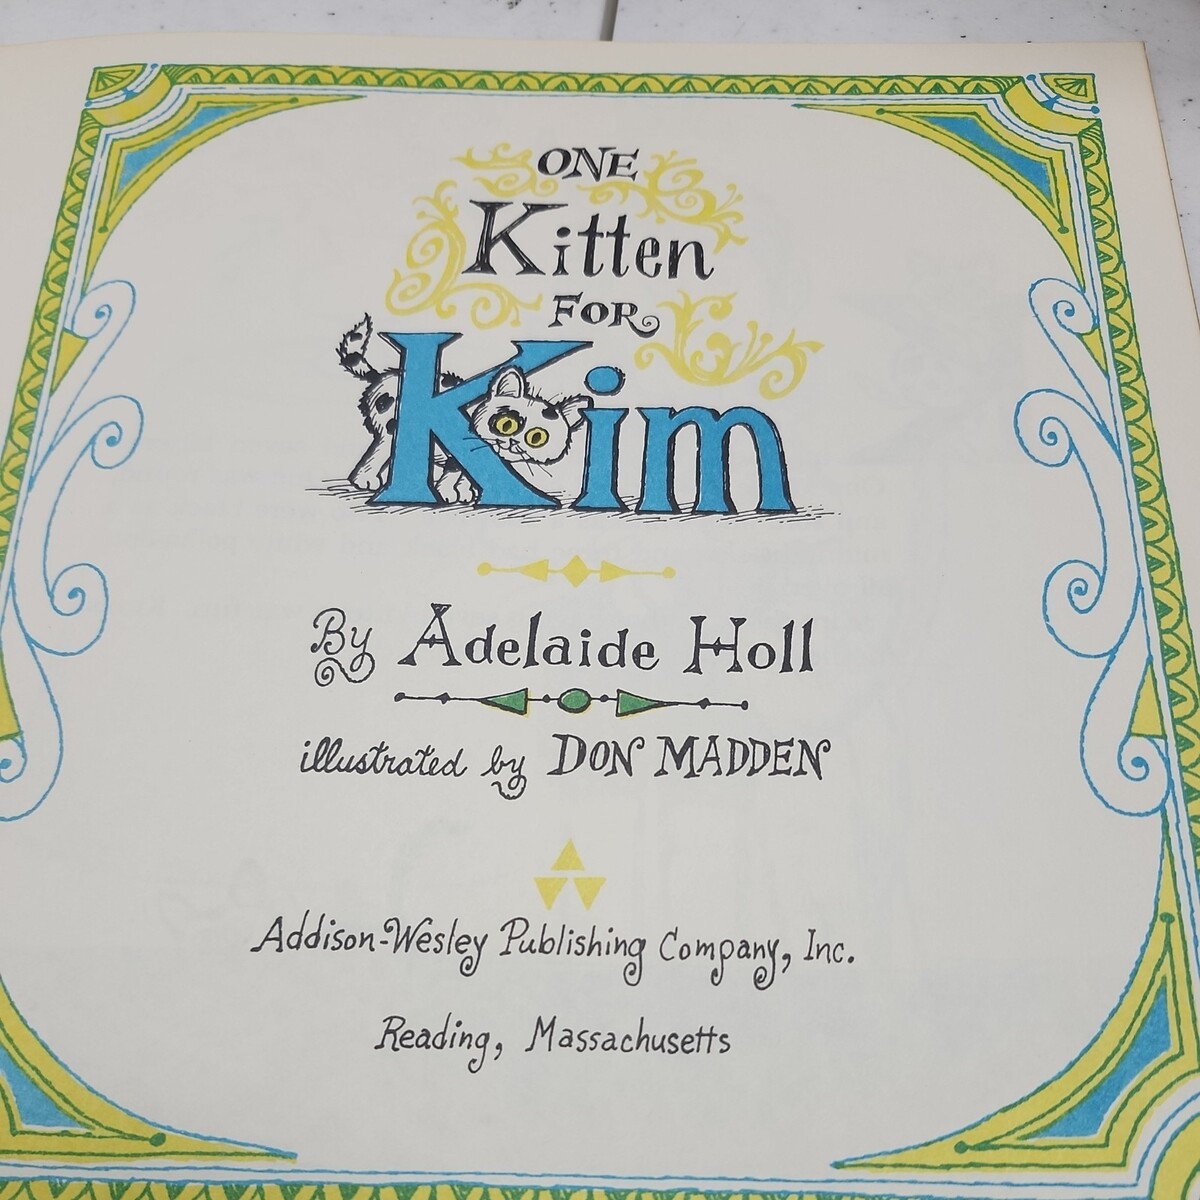 ONE
Kitten
FOR
Kim
By Adelaide Holl
illustrated by DON MADDEN
Addison-Wesley Publishing Company, Inc.
Reading, Massachusetts